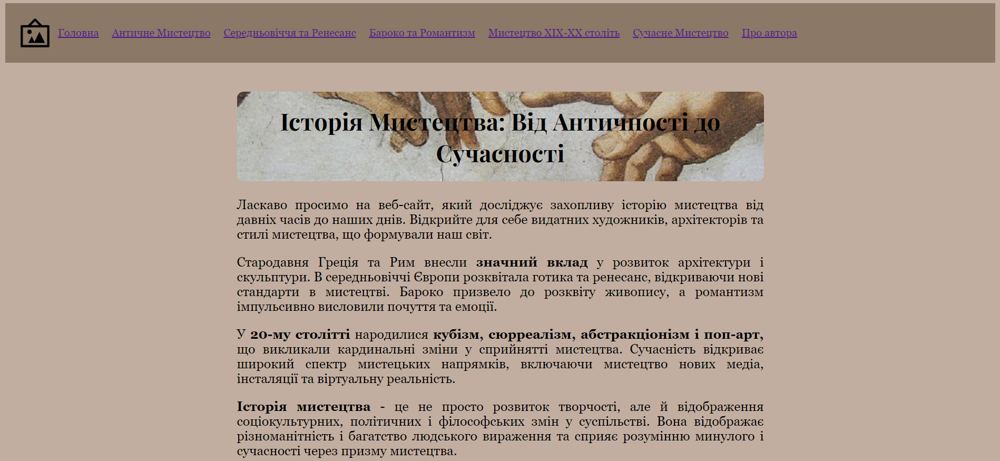 Головна Античне Мистецтво Середньовіччя та Ренесанс Бароко та Романтизм Мистецтво XIX-XX століть Сучасне Мистецтво Про автора
Історія Мистецтва: Від Античності до
Сучасності
Ласкаво просимо на веб-сайт, який досліджує захопливу історію мистецтва від
давніх часів до наших днів. Відкрийте для себе видатних художників, архітекторів та
стилі мистецтва, що формували наш світ.
Стародавня Греція та Рим внесли значний вклад у розвиток архітектури і
скульптури. В середньовіччі Європи розквітала готика та ренесанс, відкриваючи нові
стандарти в мистецтві. Бароко призвело до розквіту живопису, а романтизм
імпульсивно висловили почуття та емоції.
У 20-му столітті народилися кубізм, сюрреалізм, абстракціонізм і поп-арт,
що викликали кардинальні зміни у сприйнятті мистецтва. Сучасність відкриває
широкий спектр мистецьких напрямків, включаючи мистецтво нових медіа,
інсталяції та віртуальну реальність.
Історія мистецтва - це не просто розвиток творчості, але й відображення
соціокультурних, політичних і філософських змін у суспільстві. Вона відображає
різноманітність і багатство людського вираження та сприяє розумінню минулого і
сучасності через призму мистецтва.